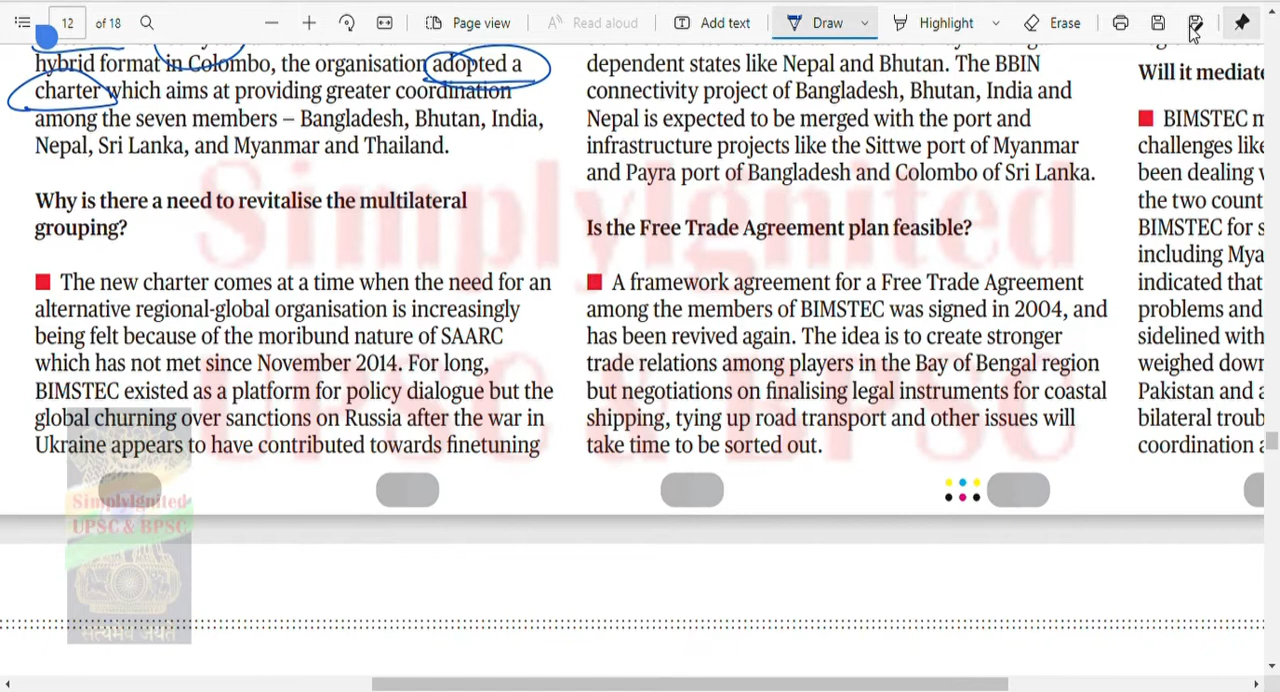 12 of 18
Page view
Read aloud
Add text
Draw
Highlight
Erase
hybrid format in Colombo, the organisation adopted a
charter which aims at providing greater coordination
among the seven members – Bangladesh, Bhutan, India,
Nepal, Sri Lanka, and Myanmar and Thailand.
Why is there a need to revitalise the multilateral
grouping?
The new charter comes at a time when the need for an
alternative regional-global organisation is increasingly
being felt because of the moribund nature of SAARC
which has not met since November 2014. For long,
BIMSTEC existed as a platform for policy dialogue but the
global churning over sanctions on Russia after the war in
Ukraine appears to have contributed towards finetuning
dependent states like Nepal and Bhutan. The BBIN
connectivity project of Bangladesh, Bhutan, India and
Nepal is expected to be merged with the port and
infrastructure projects like the Sittwe port of Myanmar
and Payra port of Bangladesh and Colombo of Sri Lanka.
Is the Free Trade Agreement plan feasible?
A framework agreement for a Free Trade Agreement
among the members of BIMSTEC was signed in 2004, and
has been revived again. The idea is to create stronger
trade relations among players in the Bay of Bengal region
but negotiations on finalising legal instruments for coastal
shipping, tying up road transport and other issues will
take time to be sorted out.
Will it mediate
BIMSTEC
challenges like
been dealing
the two count
BIMSTEC for s
including Mya
indicated that
problems and
sidelined with
weighed down
Pakistan and a
bilateral troub
coordination a
SimplyIgnited
UPSC & BPSC
SimplyIgnited
UPSC & BPSC
सत्यमेव जयते